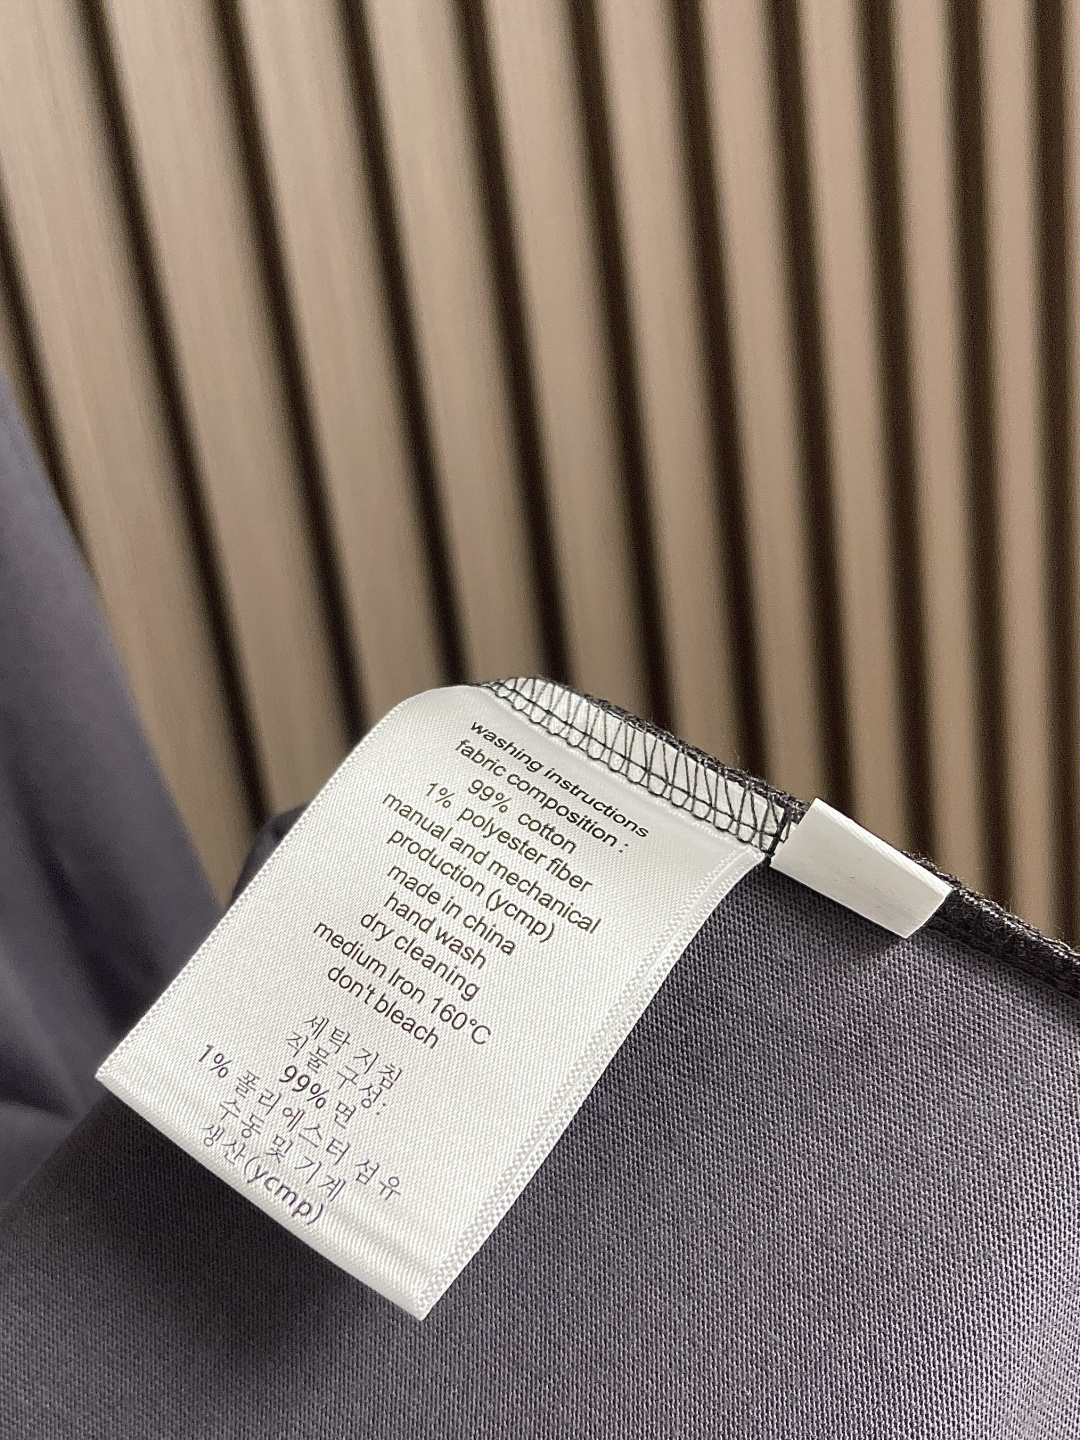 washing instructions
fabric composition :
99% cotton
1% polyester fiber
manual and mechanical
production (ycmp)
made in china
hand wash
dry cleaning
medium Iron 160°C
don't bleach
세탁 지침
직물 구성:
99% 면
1% 폴리에스터 섬유
수동 및 기계
생산(ycmp)